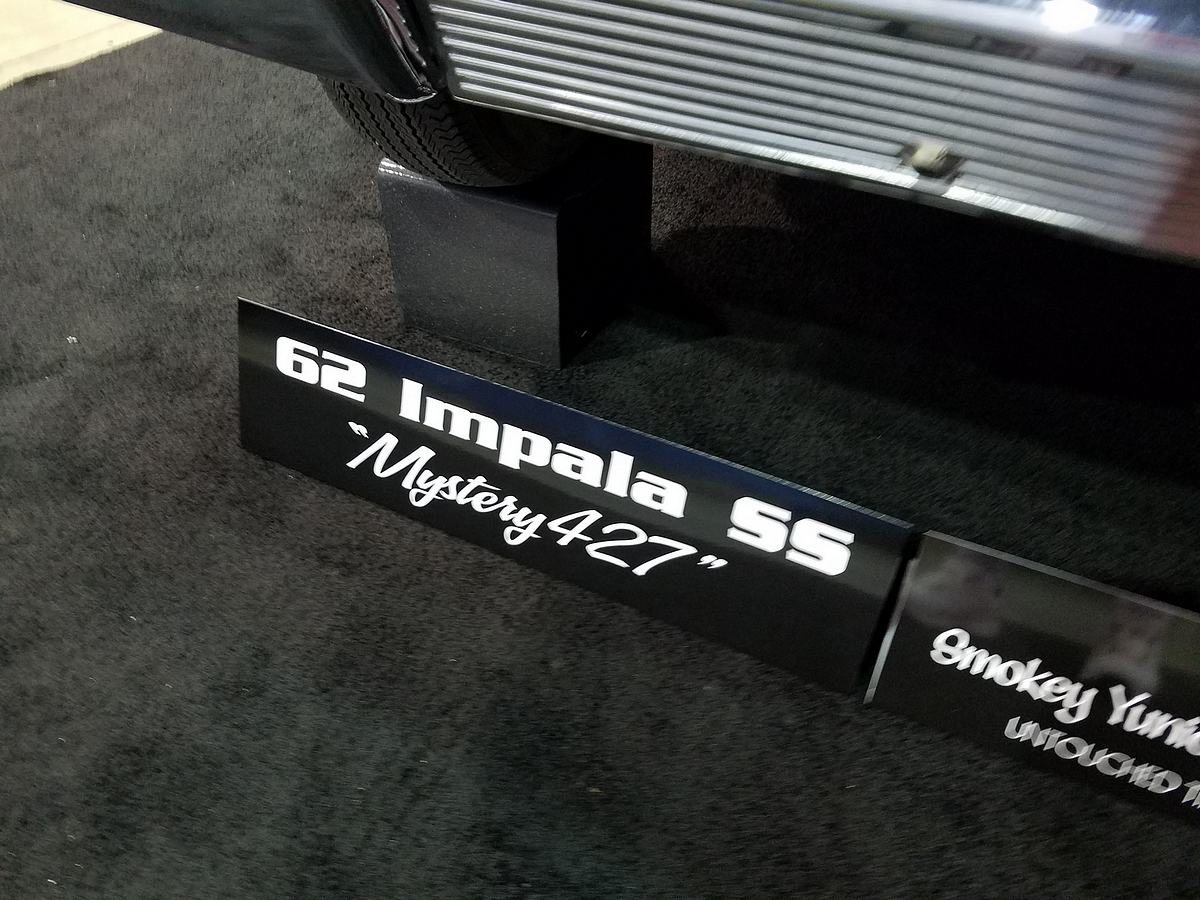 62 Impala SS
"Mystery 427"
Smokey
UNTOUCHED